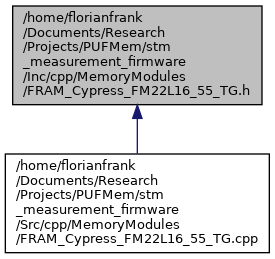 /home/florianfrank
/Documents/Research
/Projects/PUFMem/stm
_measurement_firmware
/Inc/cpp/MemoryModules
/FRAM_Cypress_FM22L16_55_TG.h
/home/florianfrank
/Documents/Research
/Projects/PUFMem/stm
_measurement_firmware
/Src/cpp/MemoryModules
/FRAM_Cypress_FM22L16_55_TG.cpp